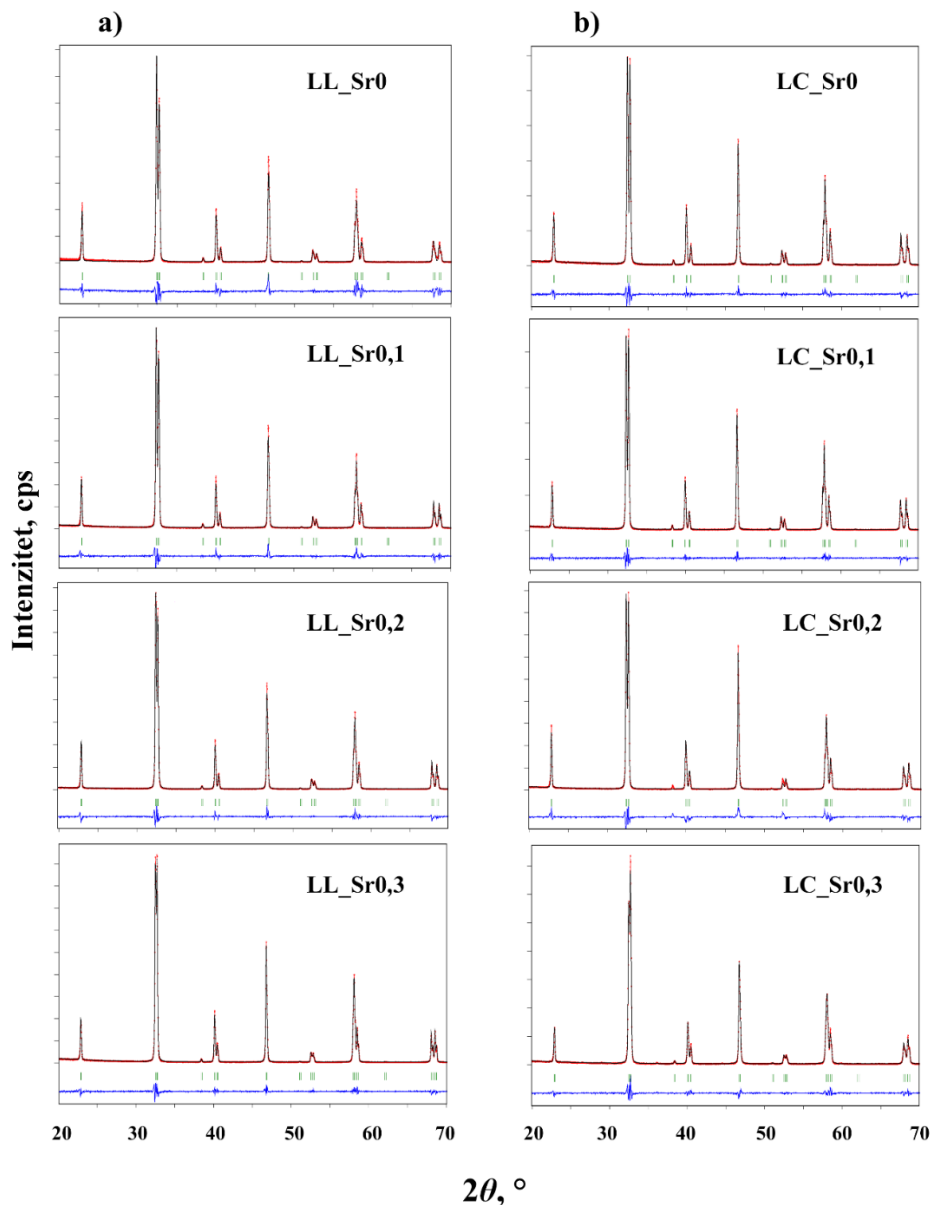 a)
b)
LL_Sr0
LC_Sr0
LL_Sr0,1
LC_Sr0,1
LL_Sr0,2
LC_Sr0,2
LL_Sr0,3
LC_Sr0,3
Intenzitet, cps
20 30 40 50 60 70
20 30 40 50 60 70
2θ, °